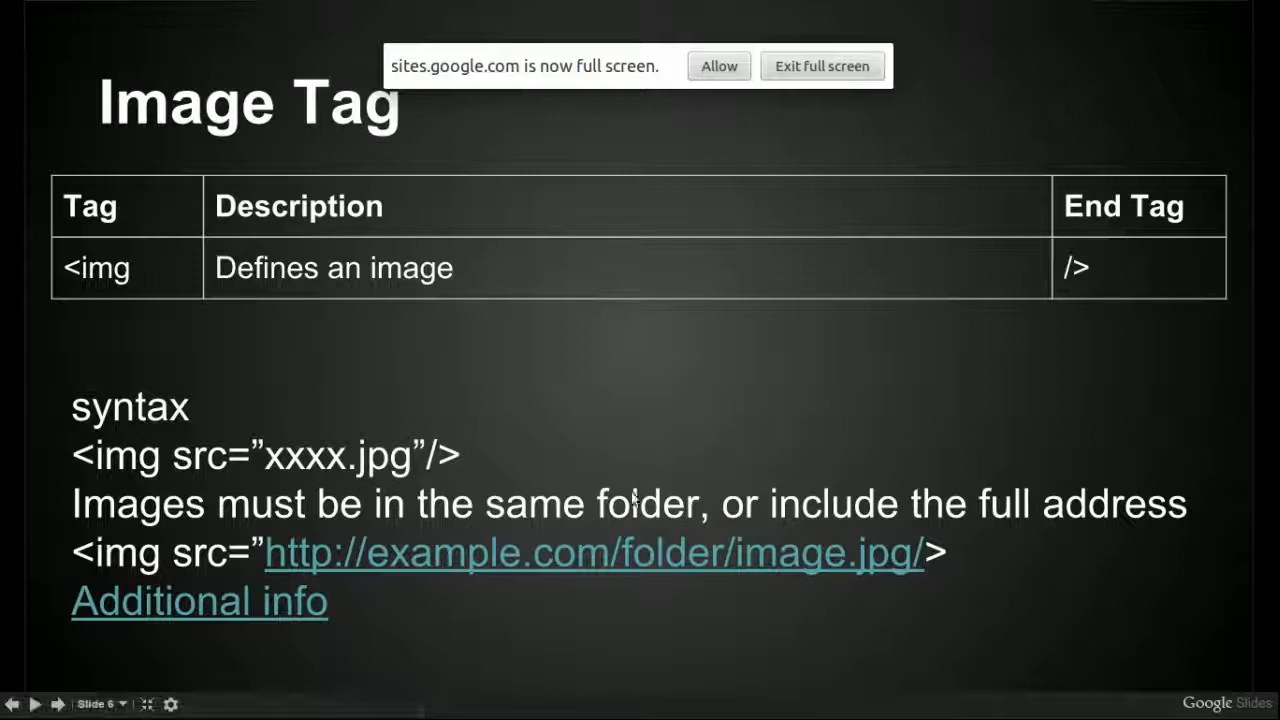 sites.google.com is now full screen. Allow Exit full screen
Image Tag
Tag Description End Tag
<img Defines an image />
syntax
<img src=”xxxx.jpg”/>
Images must be in the same folder, or include the full address
<img src=”http://example.com/folder/image.jpg/>
Additional info
Slide 6
Google Slides